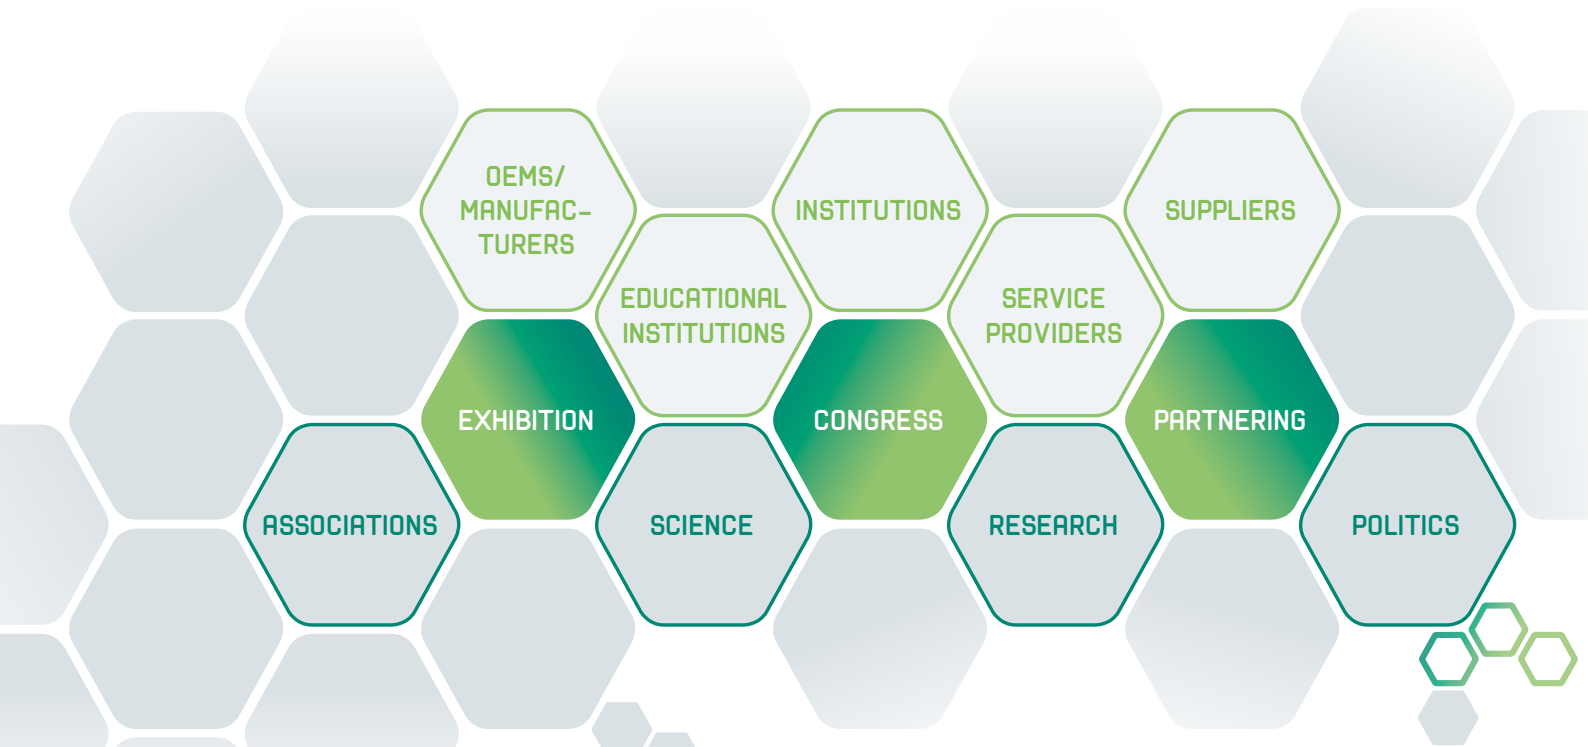 OEMS/
MANUFAC-
TURERS
INSTITUTIONS
SUPPLIERS
EDUCATIONAL
INSTITUTIONS
SERVICE
PROVIDERS
EXHIBITION
CONGRESS
PARTNERING
ASSOCIATIONS
SCIENCE
RESEARCH
POLITICS